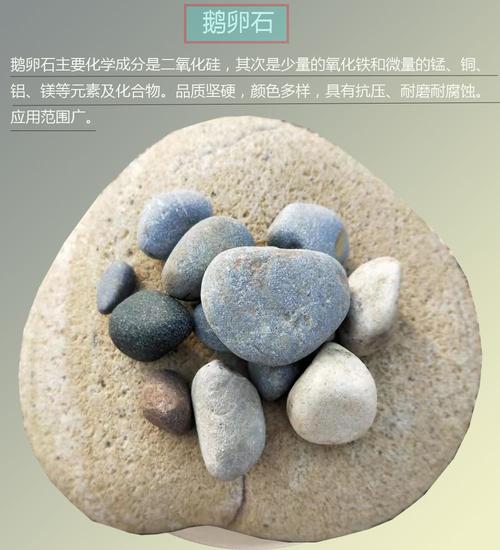 鹅卵石
鹅卵石主要化学成分是二氧化硅，其次是少量的氧化铁和微量的锰、铜、
铝、镁等元素及化合物。品质坚硬，颜色多样，具有抗压、耐磨耐腐蚀。
应用范围广。